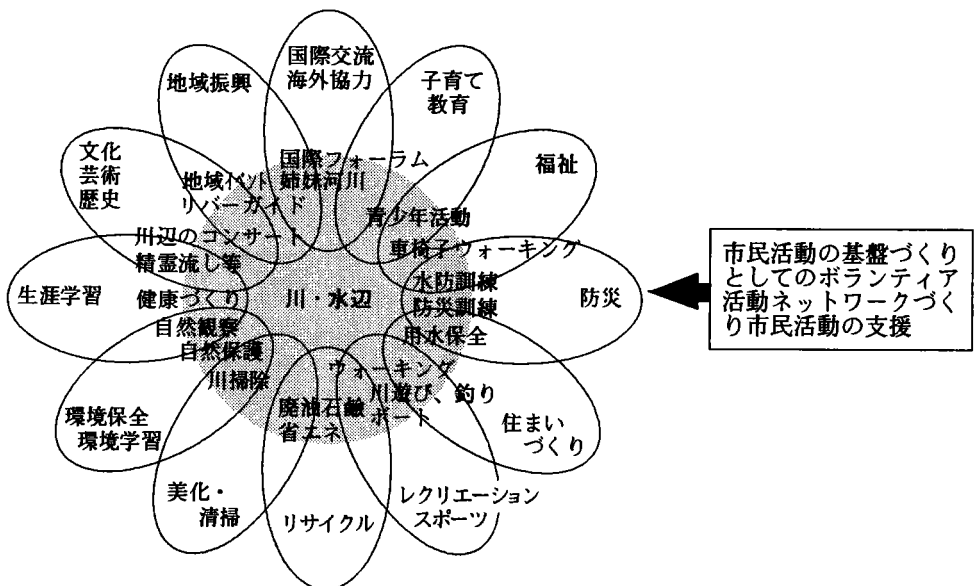 国際交流
海外協力
子育て
教育
福祉
防災
住まい
づくり
レクリエーション
スポーツ
リサイクル
美化・
清掃
環境保全
環境学習
生涯学習
文化
芸術
歴史
地域振興
国際フォーラム
姉妹河川
地域イベント
リバーガイド
青少年活動
川辺のコンサート
車椅子ウォーキング
精霊流し等
水防訓練
健康づくり
川・水辺
防災訓練
自然観察
用水保全
自然保護
ウォーキング
川掃除
川遊び、釣り
廃油石鹸
ボート
省エネ
市民活動の基盤づくり
としてのボランティア
活動ネットワークづく
り市民活動の支援